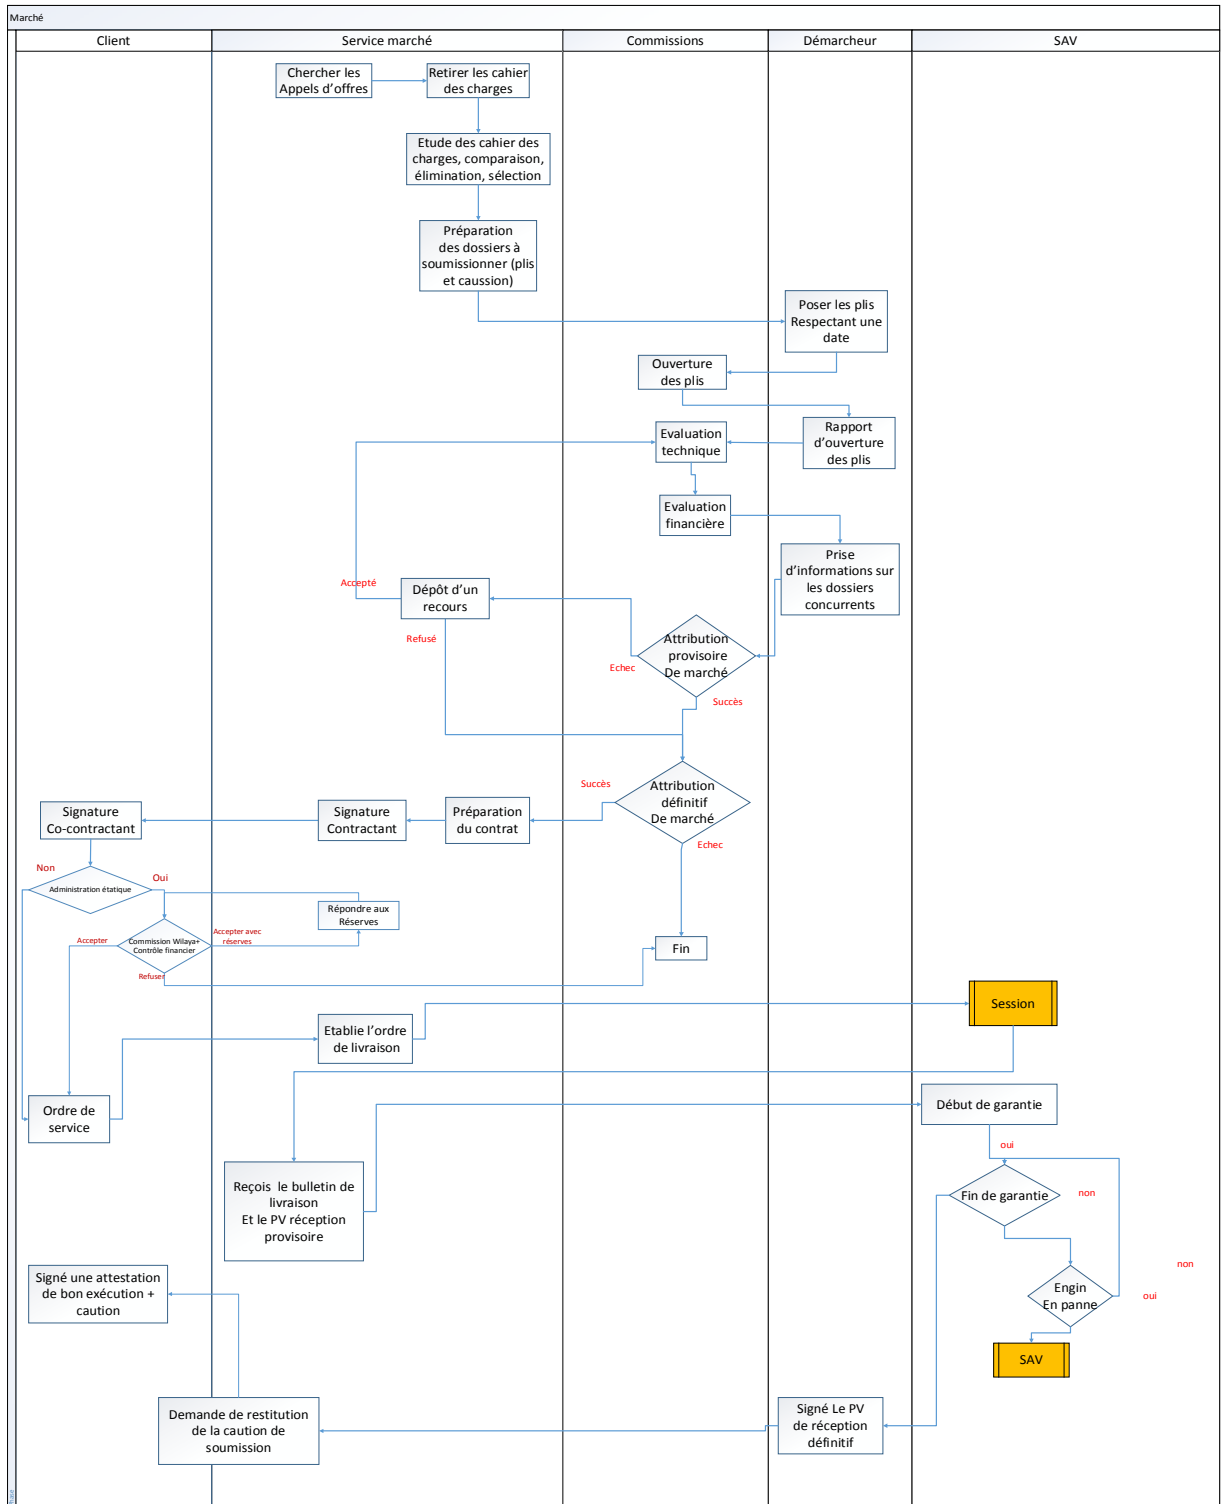 Marché
Client
Service marché
Commissions
Démarcheur
SAV
Chercher les
Appels d'offres
Retirer les cahier
des charges
Etude des cahier des
charges, comparaison,
élimination, sélection
Préparation
des dossiers à
soumissionner (plis
et caussion)
Poser les plis
Respectant une
date
Ouverture
des plis
Rapport
d'ouverture
des plis
Evaluation
technique
Evaluation
financière
Prise
d'informations sur
les dossiers
concurrents
Accepté
Dépôt d'un
recours
Refusé
Attribution
provisoire
De marché
Echec
Succès
Succès
Attribution
définitif
De marché
Echec
Préparation
du contrat
Signature
Contractant
Signature
Co-contractant
Non
Administration étatique
Oui
Répondre aux
Réserves
Accepter
Commission Wilaya+
Contrôle financier
Accepter avec
réserves
Refuser
Fin
Session
Etablie l'ordre
de livraison
Ordre de
service
Début de garantie
oui
Reçois le bulletin de
livraison
Et le PV réception
provisoire
Fin de garantie
non
non
Signé une attestation
de bon exécution +
caution
Engin
En panne
oui
SAV
Demande de restitution
de la caution de
soumission
Signé Le PV
de réception
définitif
Phase